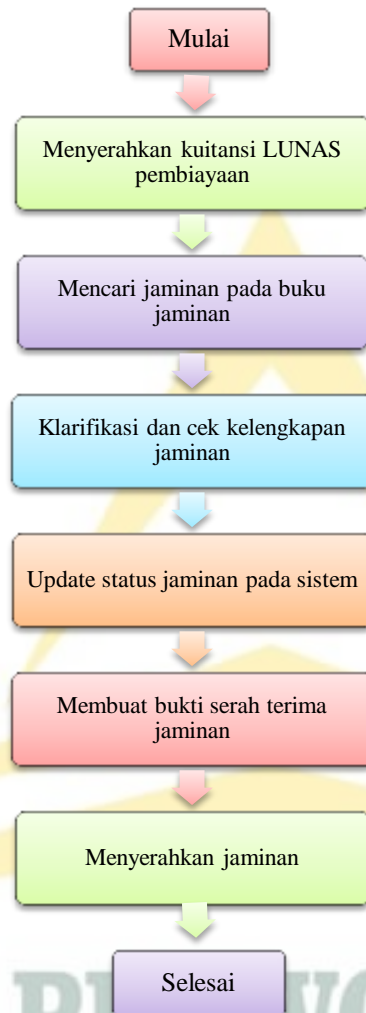 Mulai
Menyerahkan kuitansi LUNAS
pembiayaan
Mencari jaminan pada buku
jaminan
Klarifikasi dan cek kelengkapan
jaminan
Update status jaminan pada sistem
Membuat bukti serah terima
jaminan
Menyerahkan jaminan
Selesai